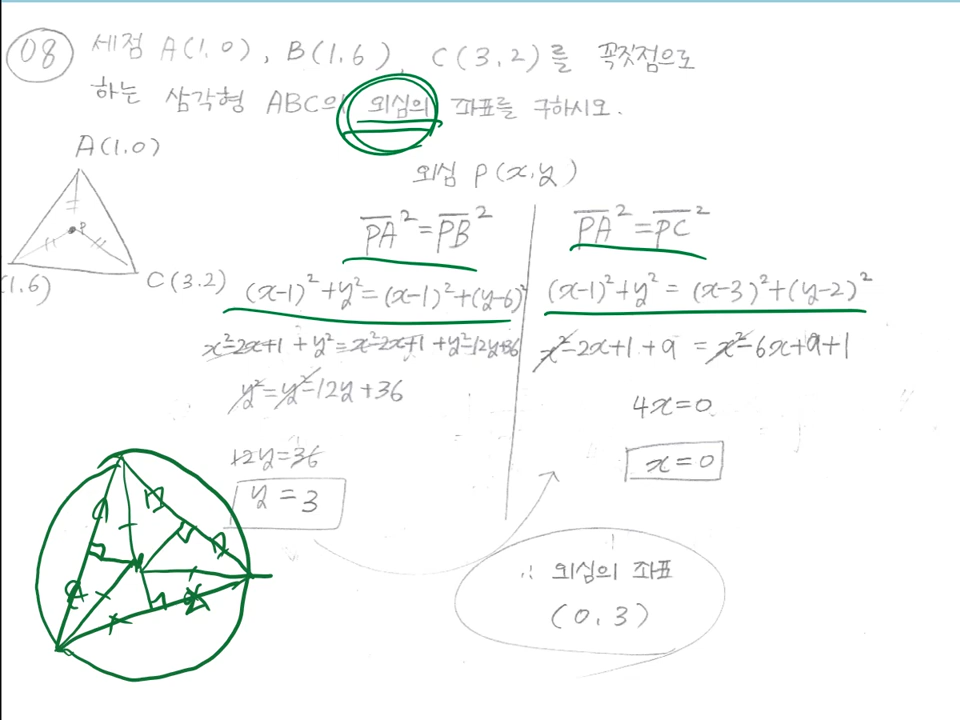 08 세점 A(1,0), B(1,6), C(3,2)를 꼭짓점으로
하는 삼각형 ABC의 외심의 좌표를 구하시오.
A(1,0)
P
(1,6)
C(3,2)
외심 P(x,y)
PA² = PB²
(x-1)²+y² = (x-1)²+(y-6)²
x²-2x+1+y² = x²-2x+1+y²-12y+36
y² = y²-12y+36
12y=36
y=3
PA² = PC²
(x-1)²+y² = (x-3)²+(y-2)²
x²-2x+1+9 = x²-6x+9+1
4x=0
x=0
∴ 외심의 좌표
(0,3)